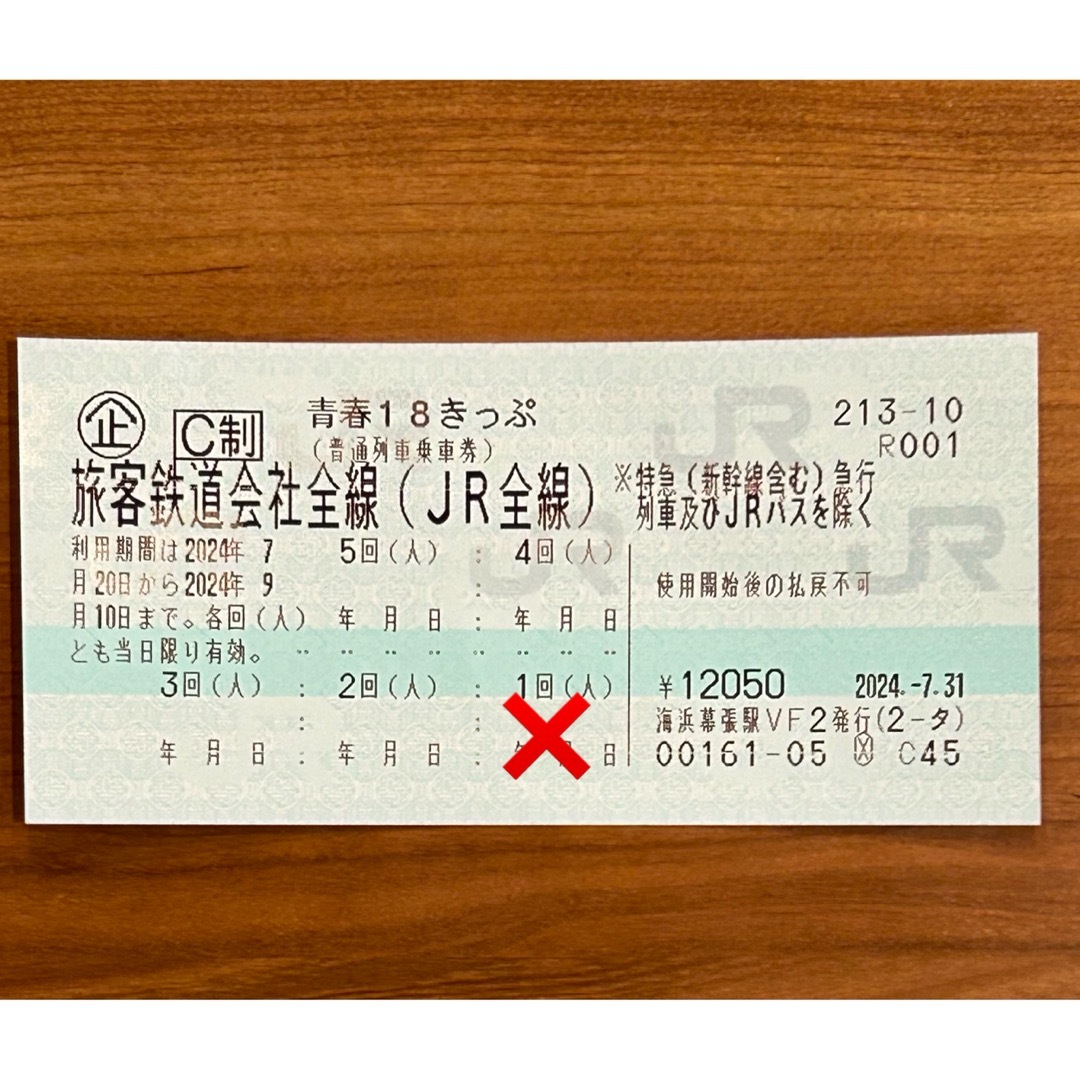 企 C制 青春18きっぷ 213-10
(普通列車乗車券) R001
旅客鉄道会社全線(JR全線) ※特急(新幹線含む)急行
列車及びJRバスを除く
利用期間は2024年 7
月20日から2024年 9
月10日まで。各回(人)
とも当日限り有効。
5回(人) : 4回(人)
:
年 月 日 : 年 月 日
使用開始後の払戻不可
3回(人) : 2回(人) : 1回(人)
: :
年 月 日 : 年 月 日 : 年 月 日
¥12050 2024.-7.31
海浜幕張駅VF2発行(2-タ)
00161-05 C45
JR
JR
JR